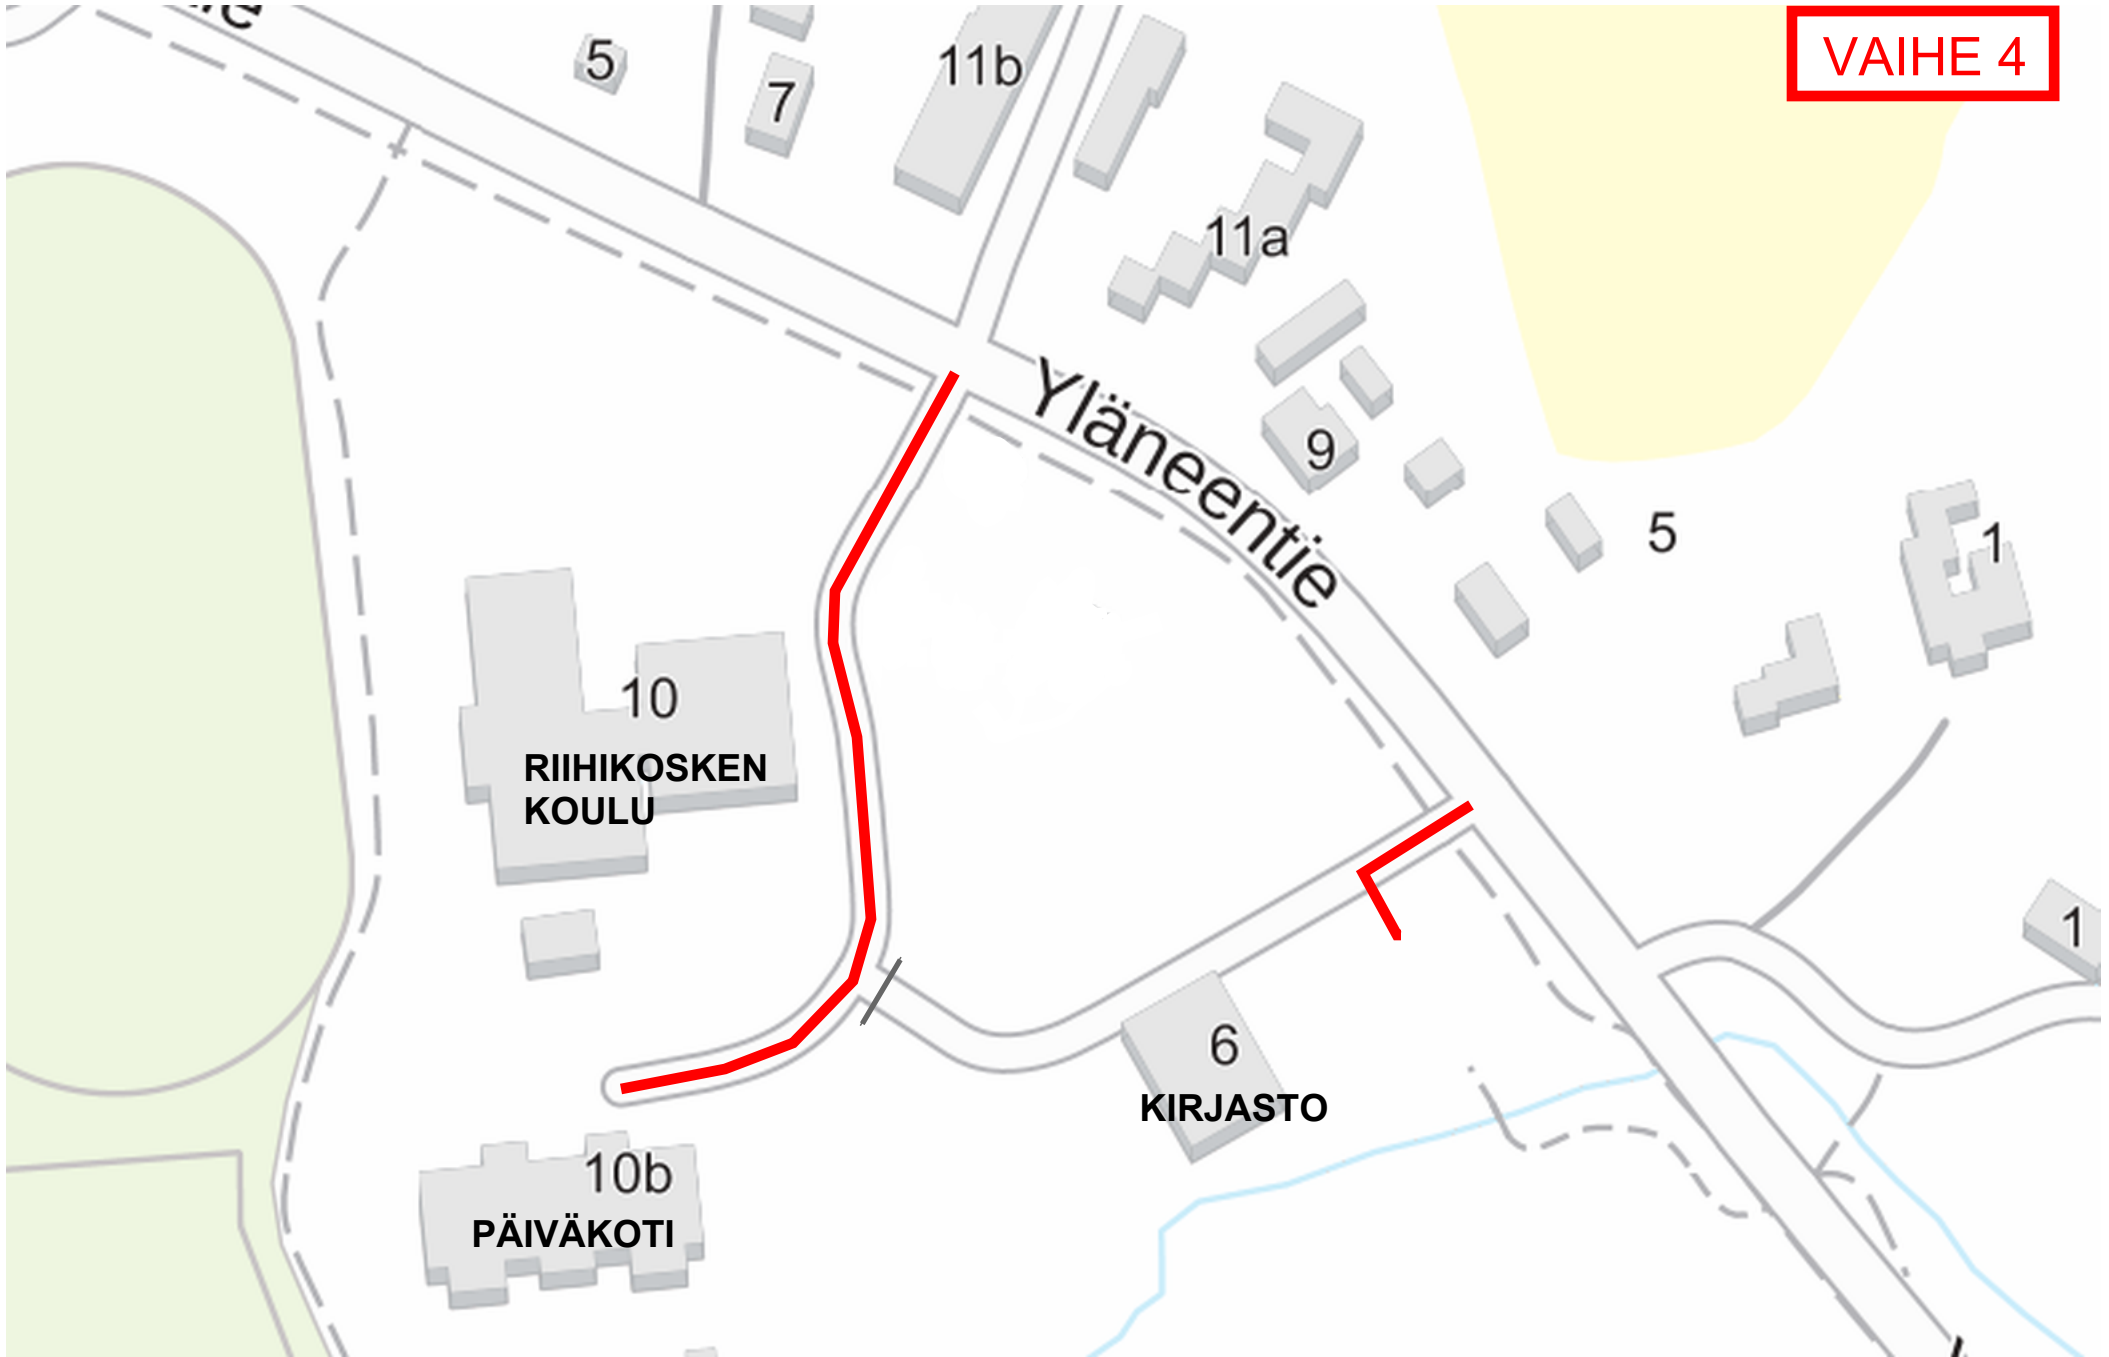 VAIHE 4
5
7
11b
11a
Yläneentie
9
5
1
10
RIIHIKOSKEN
KOULU
1
6
KIRJASTO
10b
PÄIVÄKOTI